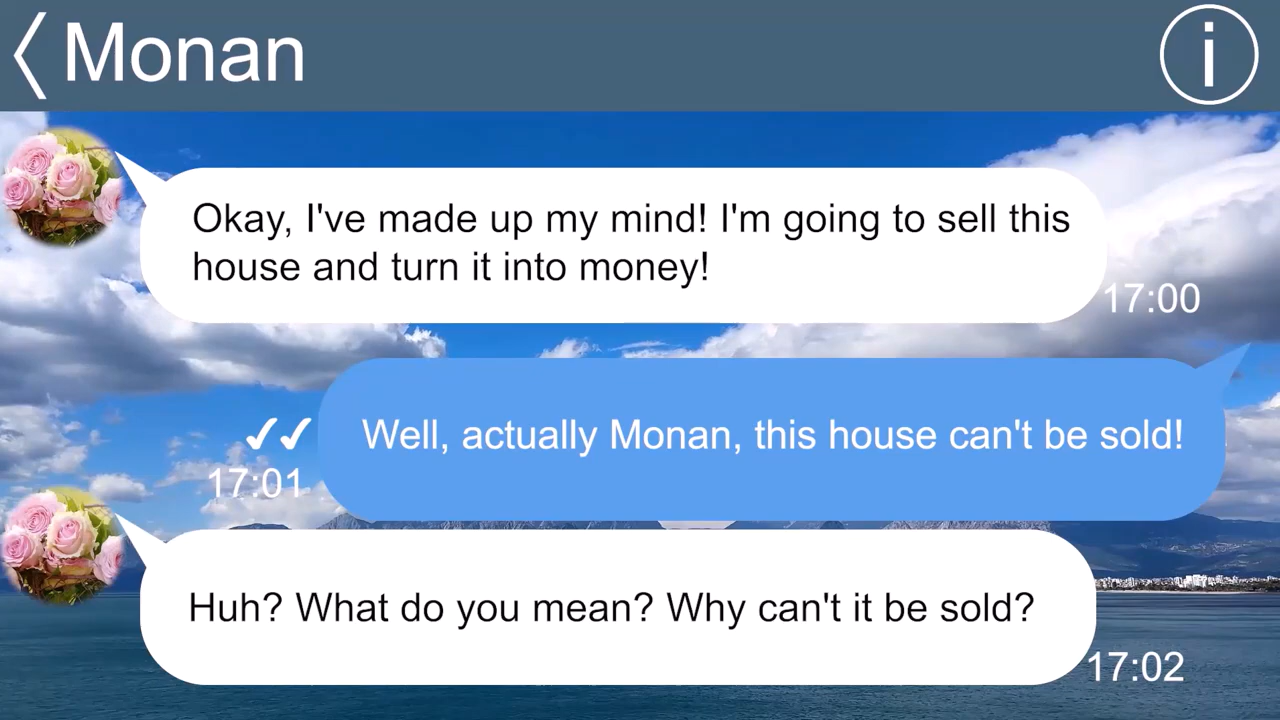 Monan
i
Okay, I've made up my mind! I'm going to sell this
house and turn it into money!
17:00
Well, actually Monan, this house can't be sold!
17:01
Huh? What do you mean? Why can't it be sold?
17:02